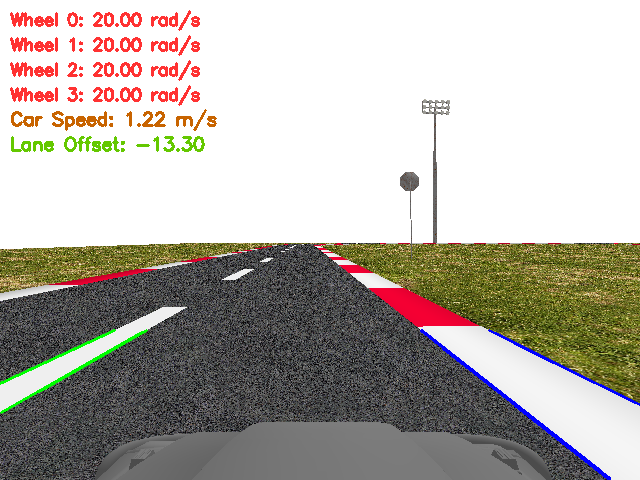 Wheel 0: 20.00 rad/s
Wheel 1: 20.00 rad/s
Wheel 2: 20.00 rad/s
Wheel 3: 20.00 rad/s
Car Speed: 1.22 m/s
Lane Offset: -13.30